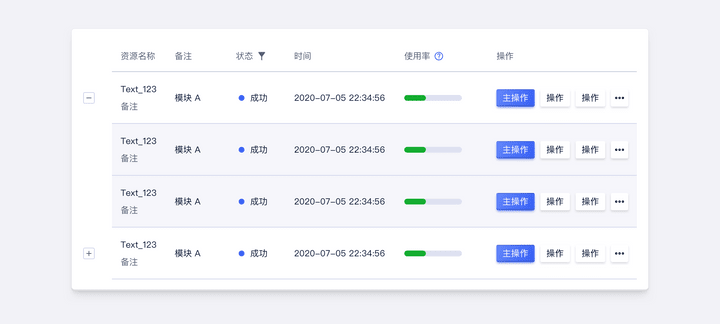 资源名称 备注 状态 时间 使用率 操作
Text_123
备注
模块 A 成功 2020-07-05 22:34:56 主操作 操作 操作
Text_123
备注
模块 A 成功 2020-07-05 22:34:56 主操作 操作 操作
Text_123
备注
模块 A 成功 2020-07-05 22:34:56 主操作 操作 操作
Text_123
备注
模块 A 成功 2020-07-05 22:34:56 主操作 操作 操作